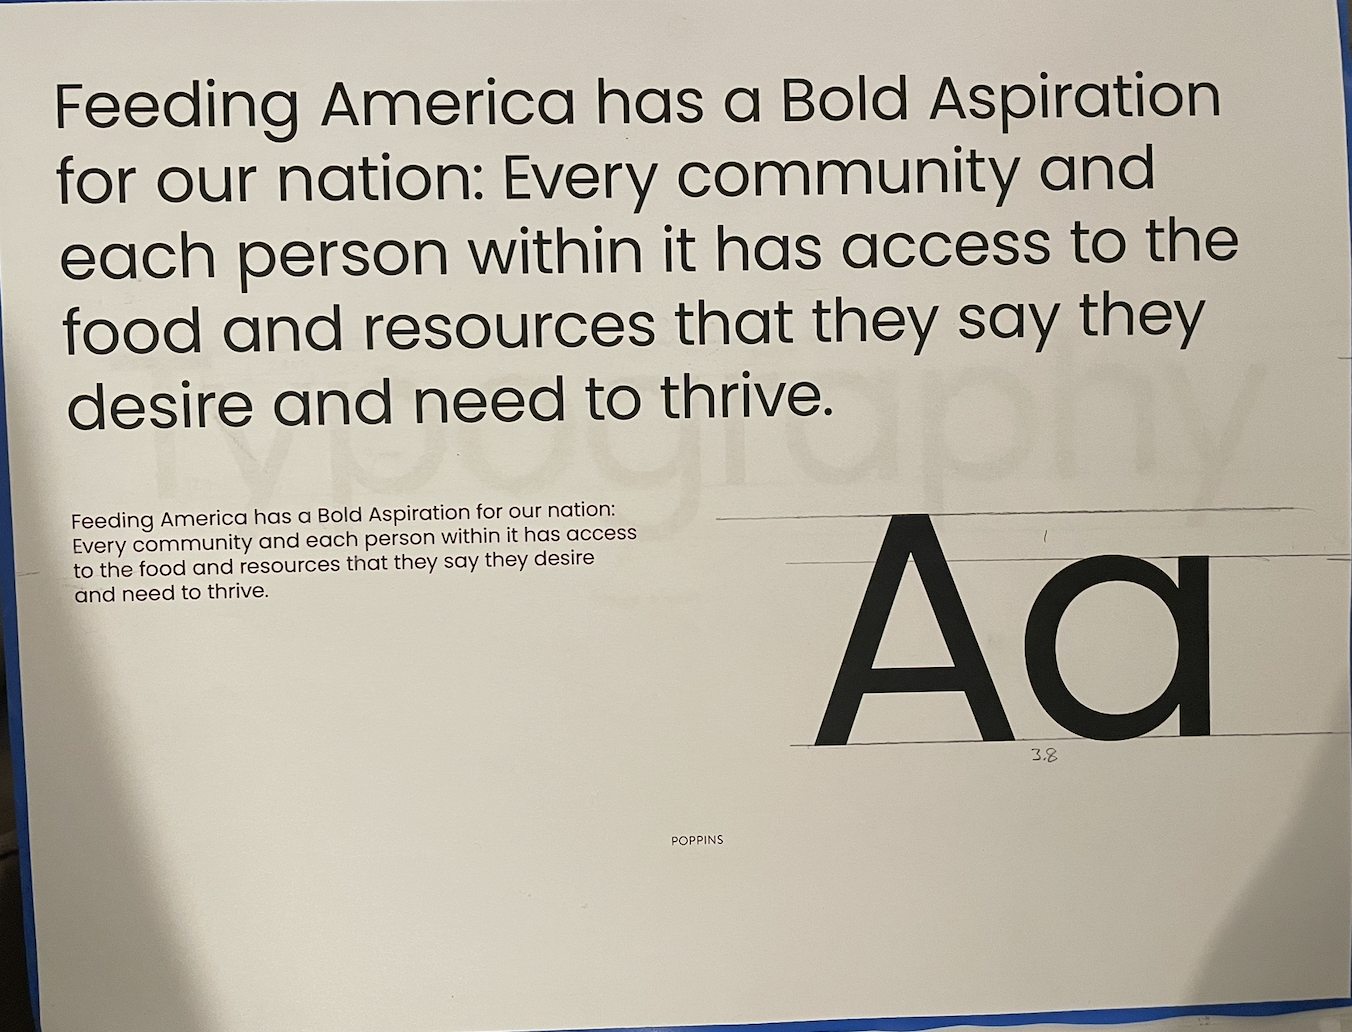 Feeding America has a Bold Aspiration
for our nation: Every community and
each person within it has access to the
food and resources that they say they
desire and need to thrive.
Typography
Feeding America has a Bold Aspiration for our nation:
Every community and each person within it has access
to the food and resources that they say they desire
and need to thrive.
Aa
1
3.8
POPPINS